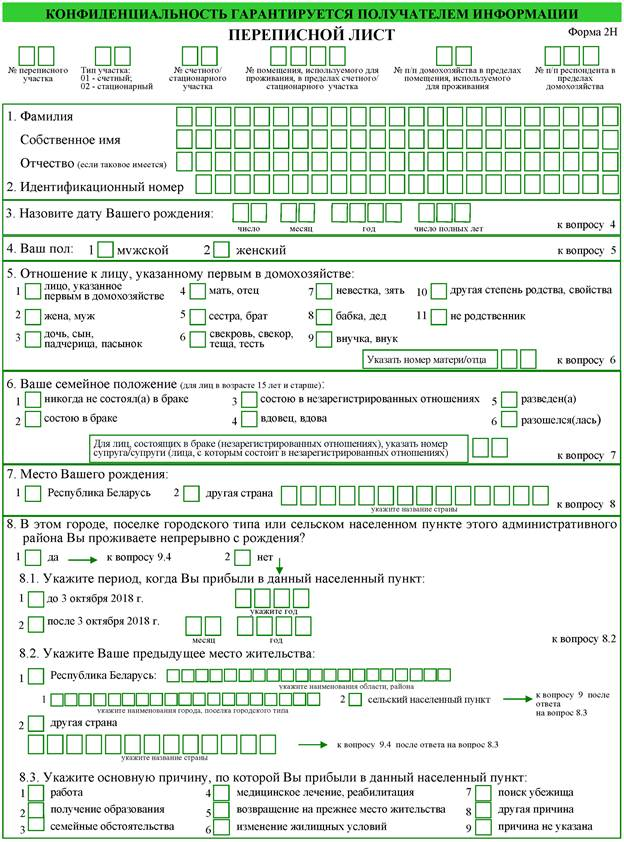 КОНФИДЕНЦИАЛЬНОСТЬ ГАРАНТИРУЕТСЯ ПОЛУЧАТЕЛЕМ ИНФОРМАЦИИ
ПЕРЕПИСНОЙ ЛИСТ
Форма 2Н
№ переписного участка
Тип участка: 01 - счетный; 02 - стационарный
№ счетного/ стационарного участка
№ помещения, используемого для проживания, в пределах счетного/ стационарного участка
№ п/п домохозяйства в пределах помещения, используемого для проживания
№ п/п респондента в пределах домохозяйства
1. Фамилия
Собственное имя
Отчество (если таковое имеется)
2. Идентификационный номер
3. Назовите дату Вашего рождения:
число месяц год число полных лет
к вопросу 4
4. Ваш пол: 1 мужской 2 женский к вопросу 5
5. Отношение к лицу, указанному первым в домохозяйстве:
1 лицо, указанное первым в домохозяйстве 4 мать, отец 7 невестка, зять 10 другая степень родства, свойства
2 жена, муж 5 сестра, брат 8 бабка, дед 11 не родственник
3 дочь, сын, падчерица, пасынок 6 свекровь, свекор, теща, тесть 9 внучка, внук
Указать номер матери/отца к вопросу 6
6. Ваше семейное положение (для лиц в возрасте 15 лет и старше):
1 никогда не состоял(а) в браке 3 состою в незарегистрированных отношениях 5 разведен(а)
2 состою в браке 4 вдовец, вдова 6 разошелся(лась)
Для лиц, состоящих в браке (незарегистрированных отношениях), указать номер
супруга/супруги (лица, с которым состоит в незарегистрированных отношениях)
к вопросу 7
7. Место Вашего рождения:
1 Республика Беларусь 2 другая страна
указать название страны
к вопросу 8
8. В этом городе, поселке городского типа или сельском населенном пункте этого административного
района Вы проживаете непрерывно с рождения?
1 да к вопросу 9.4 2 нет
8.1. Укажите период, когда Вы прибыли в данный населенный пункт:
1 до 3 октября 2018 г.
укажите год
2 после 3 октября 2018 г.
месяц год
к вопросу 8.2
8.2. Укажите Ваше предыдущее место жительства:
1 Республика Беларусь:
укажите наименования области, района
1 2 сельский населенный пункт к вопросу 9 после ответа на вопрос 8.3
укажите наименования города, поселка городского типа
2 другая страна
к вопросу 9.4 после ответа на вопрос 8.3
укажите название страны
8.3. Укажите основную причину, по которой Вы прибыли в данный населенный пункт:
1 работа 4 медицинское лечение, реабилитация 7 поиск убежища
2 получение образования 5 возвращение на прежнее место жительства 8 другая причина
3 семейные обстоятельства 6 изменение жилищных условий 9 причина не указана